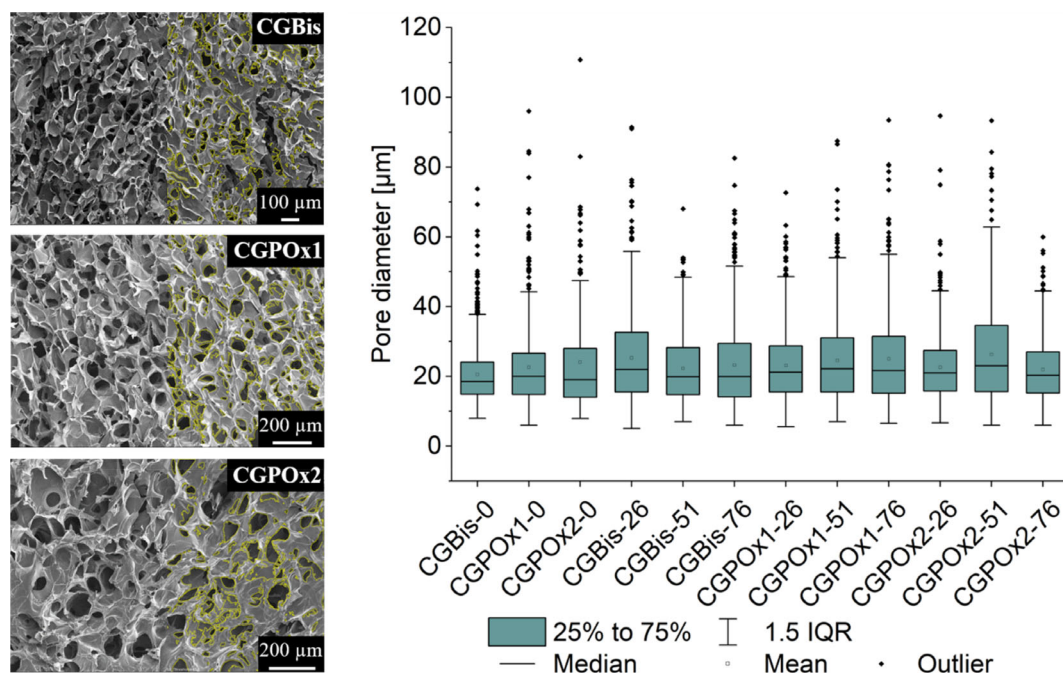 CGBis
100 µm
CGPOx1
200 µm
CGPOx2
200 µm
Pore diameter [µm]
120
100
80
60
40
20
0
CGBis-0
CGPOx1-0
CGPOx2-0
CGBis-26
CGBis-51
CGBis-76
CGPOx1-26
CGPOx1-51
CGPOx1-76
CGPOx2-26
CGPOx2-51
CGPOx2-76
25% to 75%
1.5 IQR
Median
Mean
Outlier